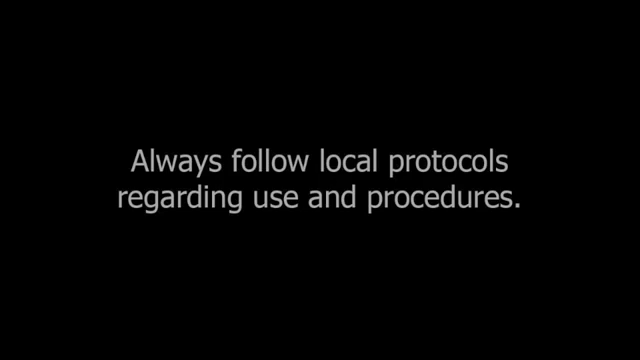 Always follow local protocols
regarding use and procedures.